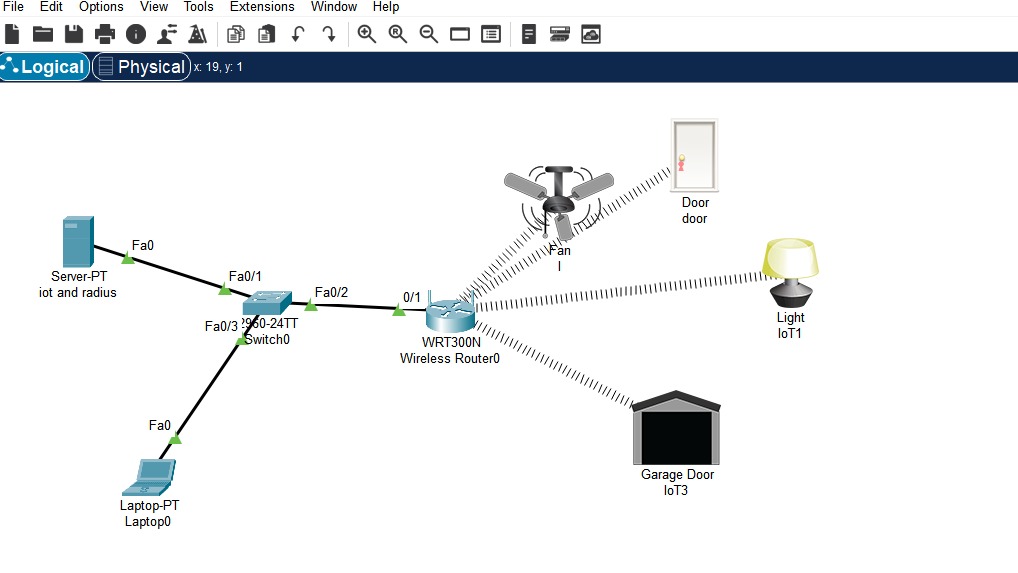 File Edit Options View Tools Extensions Window Help
Logical Physical x: 19, y: 1
Door
door
Fan
I
Fa0
Fa0/1
Server-PT
iot and radius
Fa0/2
0/1
Light
IoT1
Fa0/3
2960-24TT
Switch0
WRT300N
Wireless Router0
Fa0
Garage Door
IoT3
Laptop-PT
Laptop0